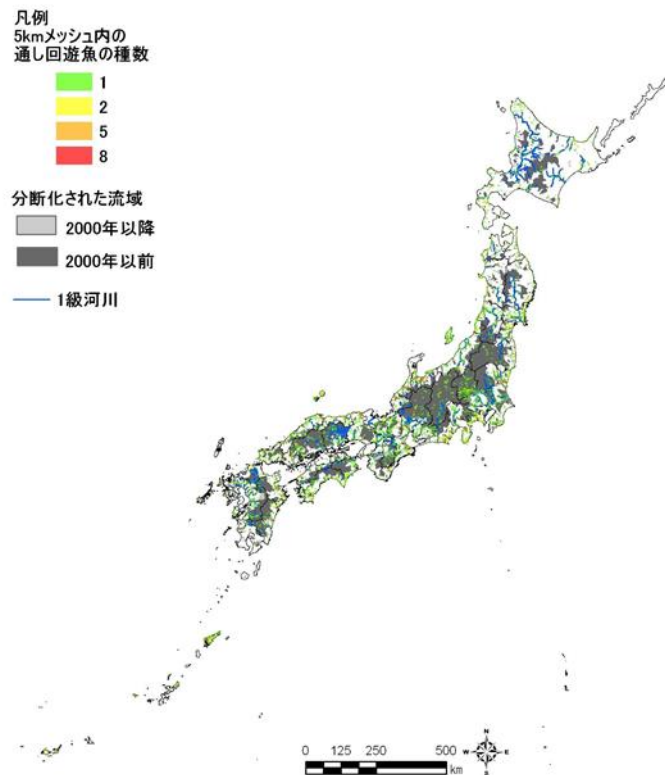 凡例
5kmメッシュ内の
通し回遊魚の種数
1
2
5
8
分断化された流域
2000年以降
2000年以前
1級河川
N
W E
S
0 125 250 500
km